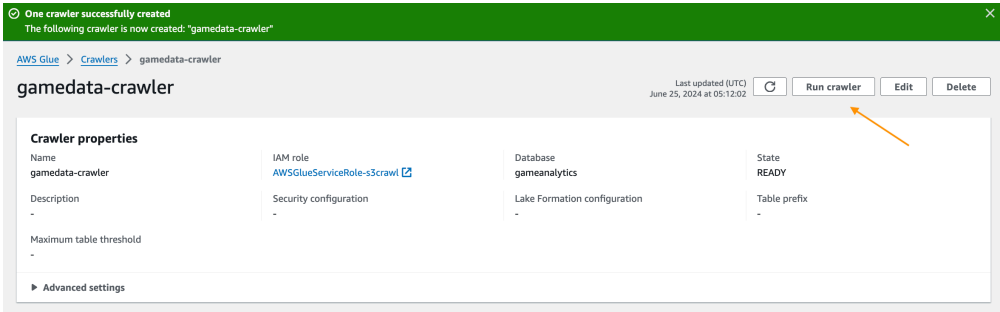 One crawler successfully created
The following crawler is now created: "gamedata-crawler"
AWS Glue > Crawlers > gamedata-crawler
gamedata-crawler
Last updated (UTC)
June 25, 2024 at 05:12:02
Run crawler
Edit
Delete
Crawler properties
Name
gamedata-crawler
IAM role
AWSGlueServiceRole-s3crawl
Database
gameanalytics
State
READY
Description
-
Security configuration
-
Lake Formation configuration
-
Table prefix
-
Maximum table threshold
-
Advanced settings